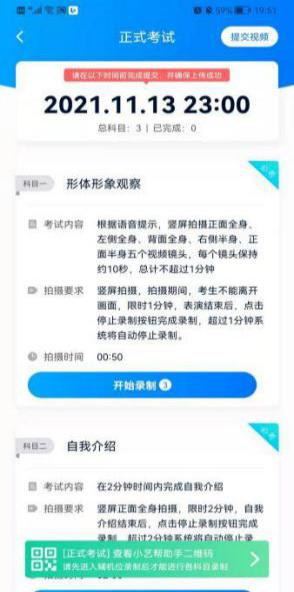 59% 19:51
正式考试
提交视频
请在以下时间前完成提交，并确保上传成功
2021.11.13 23:00
总科目：3 | 已完成：0
必考
科目一 形体形象观察
考试内容 根据语音提示，竖屏拍摄正面全身、
左侧全身、背面全身、右侧半身、正
面半身五个视频镜头，每个镜头保持
约10秒，总计不超过1分钟
拍摄要求 竖屏拍摄，拍摄期间，考生不能离开
画面，限时1分钟，表演结束后，点击
停止录制按钮完成录制，超过1分钟系
统将自动停止录制。
拍摄时间 00:50
开始录制 3
必考
科目二 自我介绍
考试内容 在2分钟时间内完成自我介绍
拍摄要求 竖屏正面全身拍摄，限时2分钟，自我
介绍结束后，点击停止录制按钮完成
录制，超过2分钟系统将自动停止录
[正式考试] 查看小艺帮助手二维码
请先进入辅机位录制后才能进行各科目录制